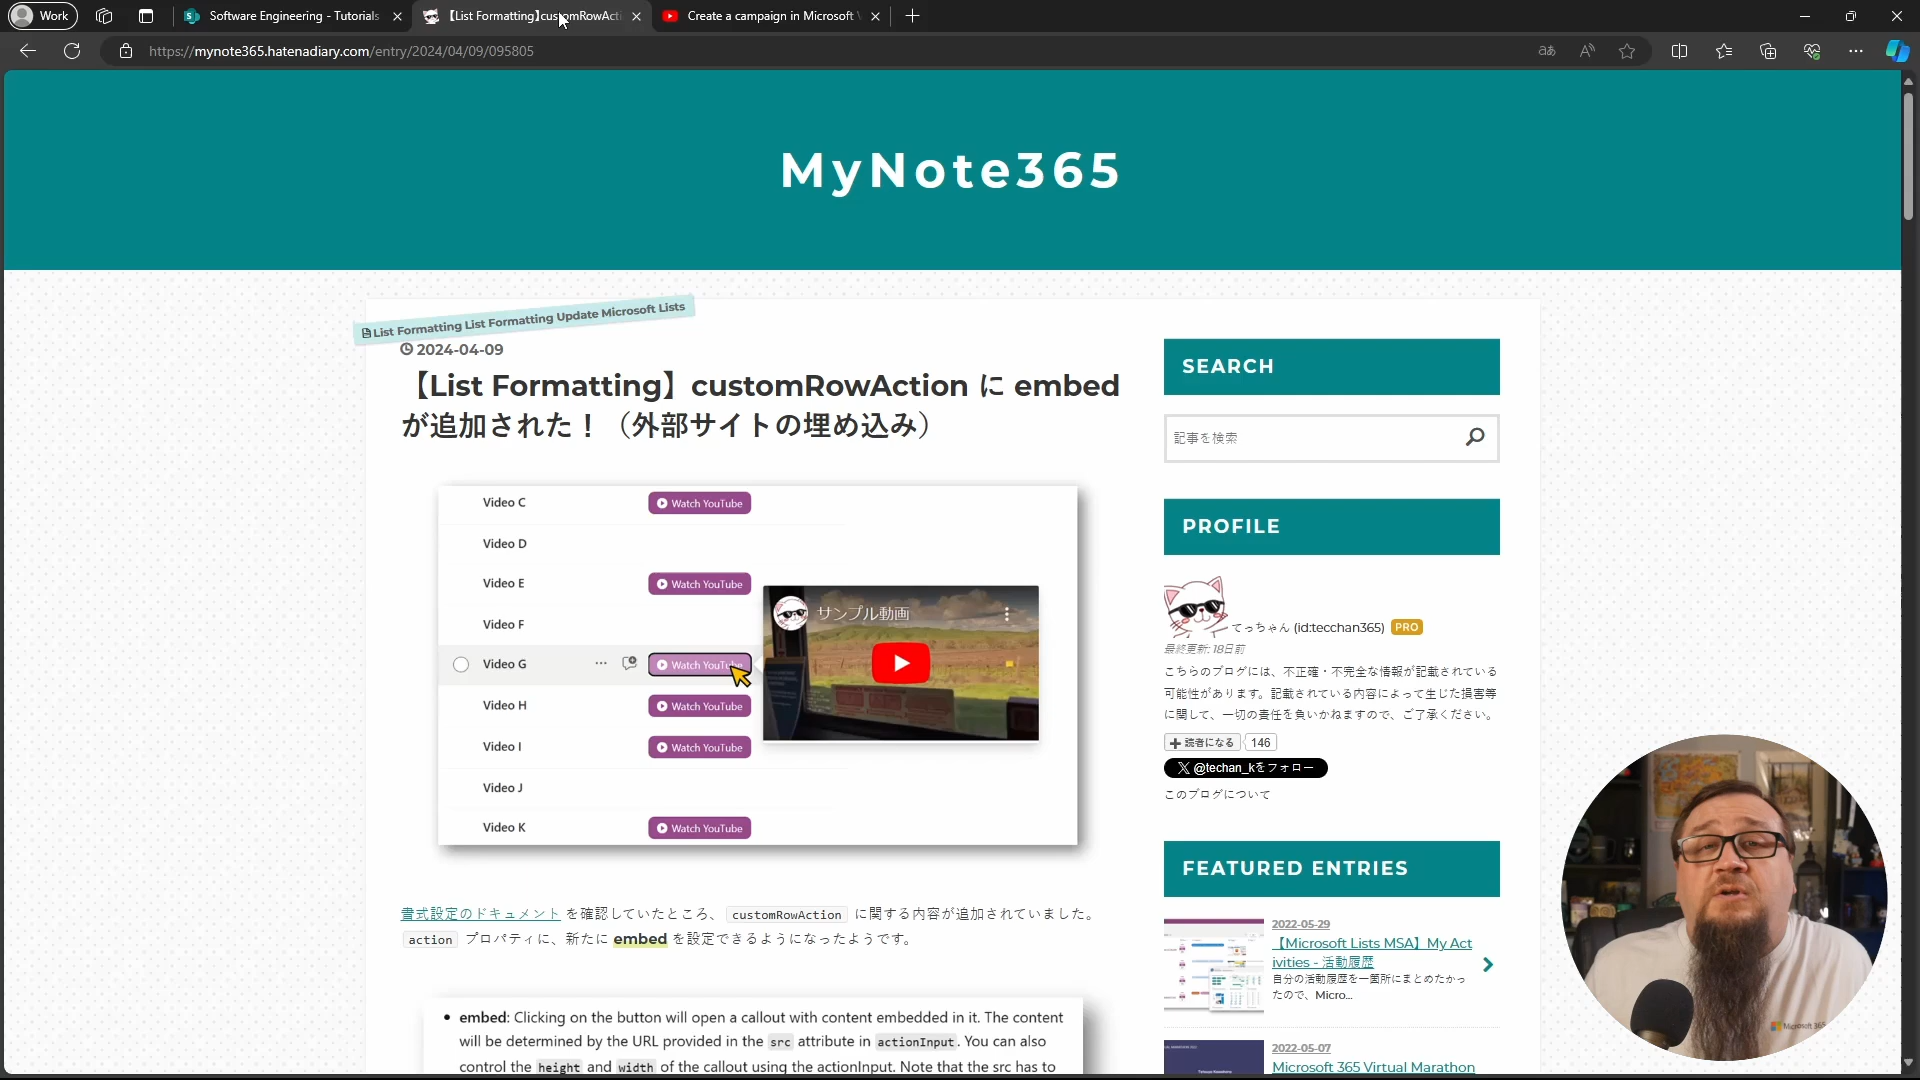 Work
Software Engineering - Tutorials
【List Formatting】customRowActi
Create a campaign in Microsoft
https://mynote365.hatenadiary.com/entry/2024/04/09/095805
MyNote365
List Formatting List Formatting Update Microsoft Lists
2024-04-09
【List Formatting】customRowAction に embed
が追加された！（外部サイトの埋め込み）
Video C
Watch YouTube
Video D
Video E
Watch YouTube
Video F
Video G
Watch YouTube
Video H
Watch YouTube
Video I
Watch YouTube
Video J
Video K
Watch YouTube
サンプル動画
書式設定のドキュメント を確認していたところ、 customRowAction に関する内容が追加されていました。
action プロパティに、新たに embed を設定できるようになったようです。
• embed: Clicking on the button will open a callout with content embedded in it. The content
will be determined by the URL provided in the src attribute in actionInput. You can also
control the height and width of the callout using the actionInput. Note that the src has to
SEARCH
記事を検索
PROFILE
てっちゃん (id:tecchan365) PRO
最終更新: 18日前
こちらのブログには、不正確・不完全な情報が記載されている
可能性があります。記載されている内容によって生じた損害等
に関して、一切の責任を負いかねますので、ご了承ください。
読者になる 146
@techan_kをフォロー
このブログについて
FEATURED ENTRIES
2022-05-29
【Microsoft Lists MSA】My Act
ivities - 活動履歴
自分の活動履歴を一箇所にまとめたかっ
たので、Micro...
2022-05-07
Microsoft 365 Virtual Marathon
Microsoft 365